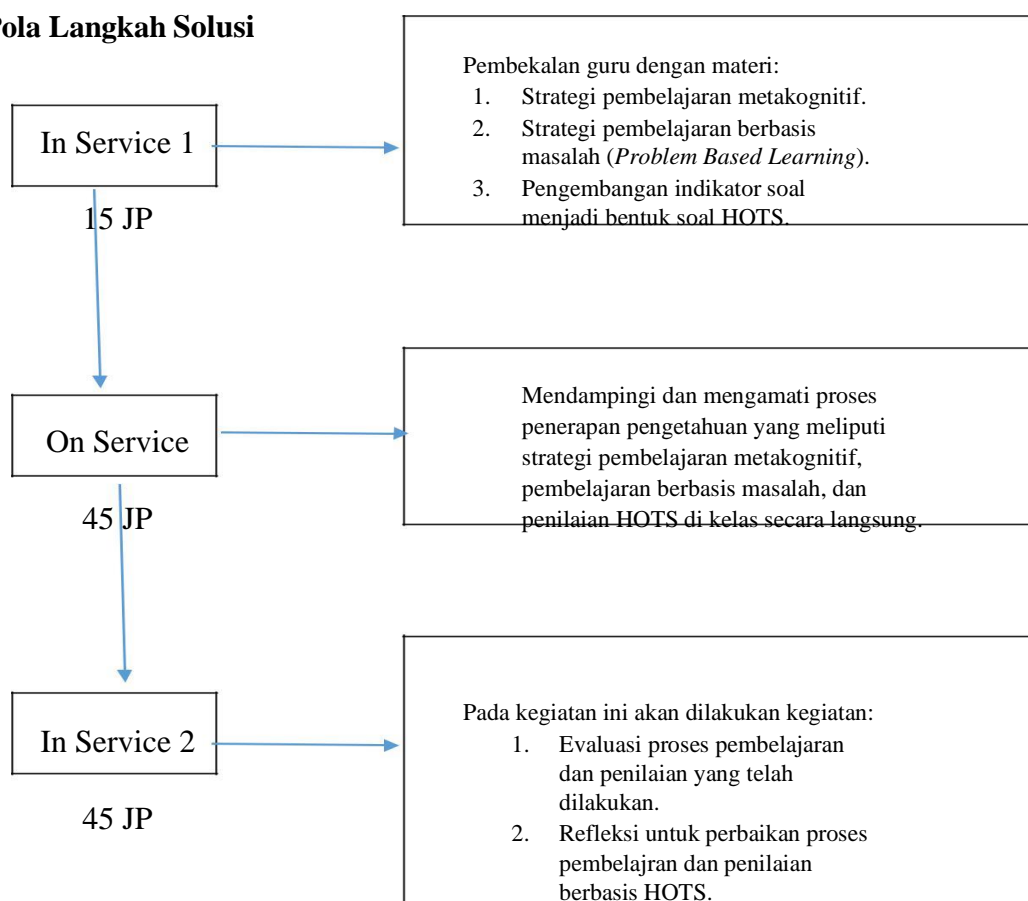 Pola Langkah Solusi
Pembekalan guru dengan materi:
1. Strategi pembelajaran metakognitif.
In Service 1
2. Strategi pembelajaran berbasis
masalah (Problem Based Learning).
3. Pengembangan indikator soal
menjadi bentuk soal HOTS.
15 JP
Mendampingi dan mengamati proses
penerapan pengetahuan yang meliputi
strategi pembelajaran metakognitif,
pembelajaran berbasis masalah, dan
penilaian HOTS di kelas secara langsung.
On Service
45 JP
Pada kegiatan ini akan dilakukan kegiatan:
In Service 2
1. Evaluasi proses pembelajaran
dan penilaian yang telah
dilakukan.
2. Refleksi untuk perbaikan proses
pembelajran dan penilaian
berbasis HOTS.
45 JP